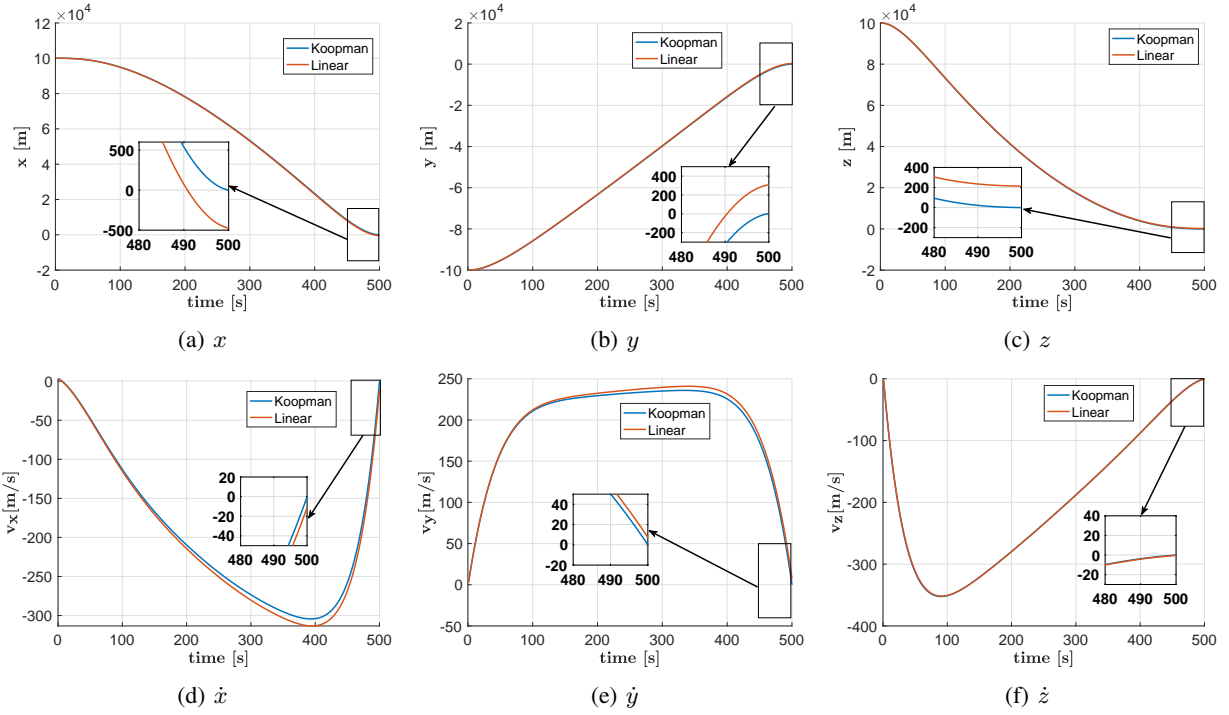 ×10⁴
12
10
8
6
4
2
0
-2
x [m]
0 100 200 300 400 500
time [s]
Koopman
Linear
500
0
-500
480 490 500
(a) x
×10⁴
2
0
-2
-4
-6
-8
-10
y [m]
0 100 200 300 400 500
time [s]
Koopman
Linear
400
200
0
-200
480 490 500
(b) y
×10⁴
10
8
6
4
2
0
2
z [m]
0 100 200 300 400 500
time [s]
Koopman
Linear
400
200
0
-200
480 490 500
(c) z
0
-50
-100
-150
-200
-250
-300
vx[m/s]
0 100 200 300 400 500
time [s]
Koopman
Linear
20
0
-20
-40
480 490 500
(d) ẋ
250
200
150
100
50
0
-50
vy[m/s]
0 100 200 300 400 500
time [s]
Koopman
Linear
40
20
0
-20
480 490 500
(e) ẏ
0
-100
-200
-300
-400
vz[m/s]
0 100 200 300 400 500
time [s]
Koopman
Linear
40
20
0
-20
480 490 500
(f) ż